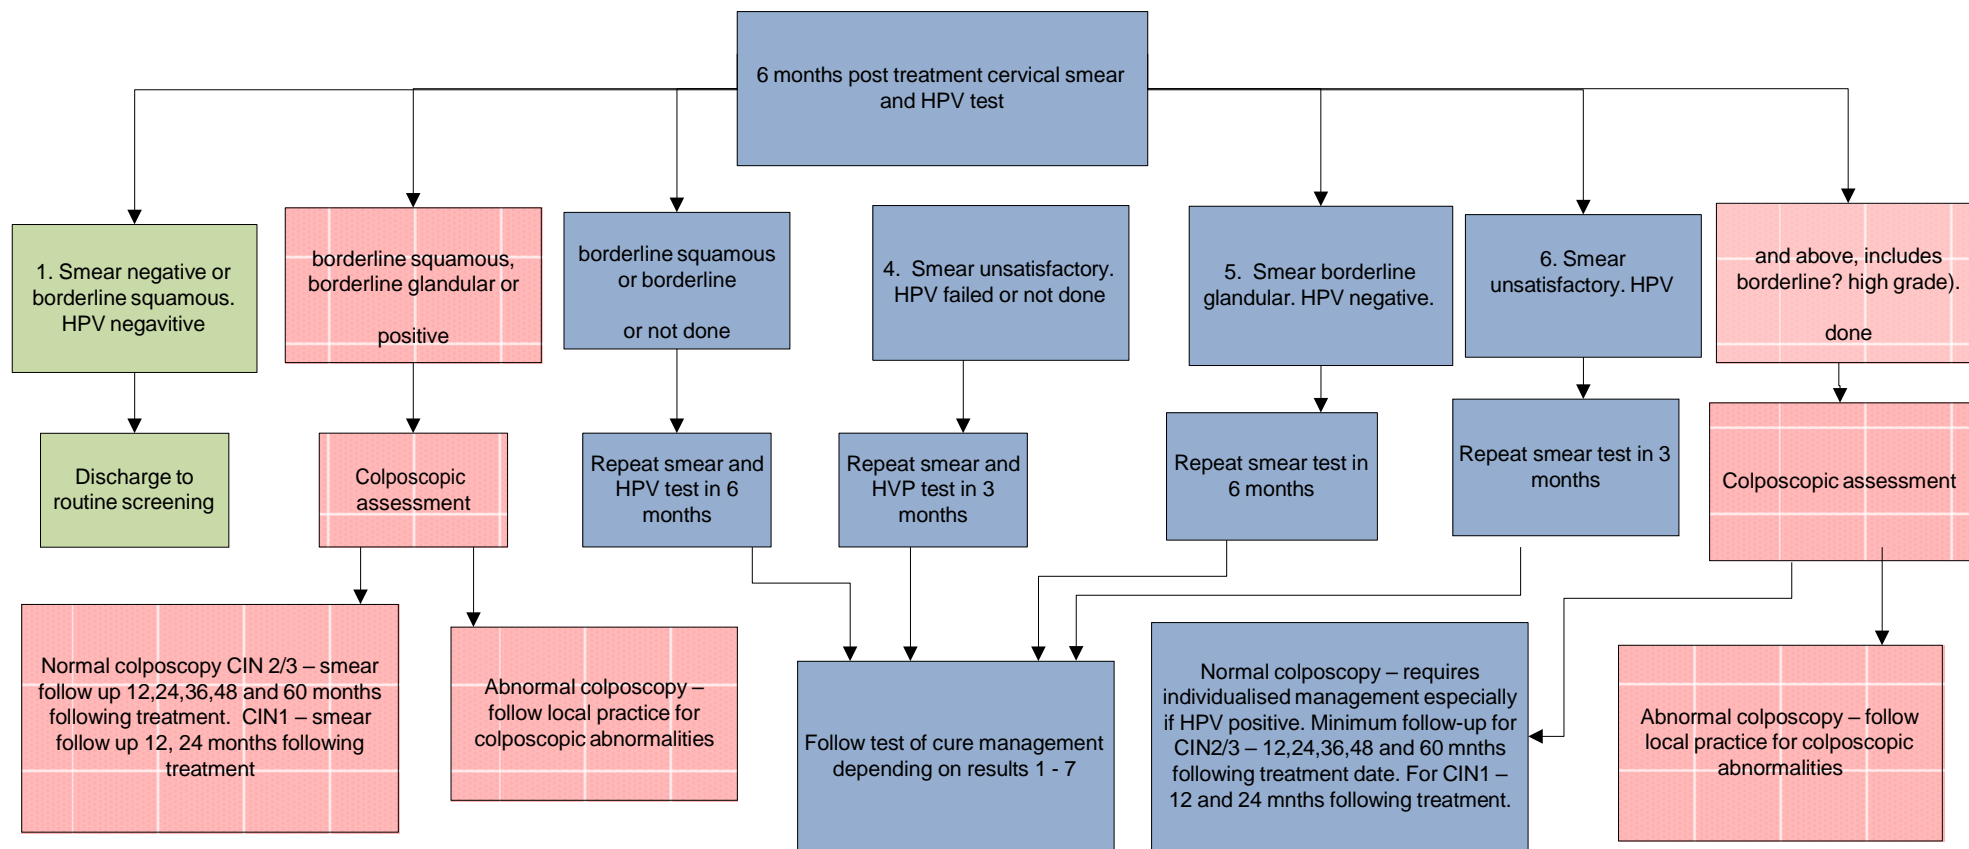 6 months post treatment cervical smear
and HPV test
1. Smear negative or
borderline squamous.
HPV negavitive
borderline squamous,
borderline glandular or
positive
borderline squamous
or borderline
or not done
4. Smear unsatisfactory.
HPV failed or not done
5. Smear borderline
glandular. HPV negative.
6. Smear
unsatisfactory. HPV
and above, includes
borderline? high grade).
done
Discharge to
routine screening
Colposcopic
assessment
Repeat smear and
HPV test in 6
months
Repeat smear and
HVP test in 3
months
Repeat smear test in
6 months
Repeat smear test in 3
months
Colposcopic assessment
Normal colposcopy CIN 2/3 – smear
follow up 12,24,36,48 and 60 months
following treatment. CIN1 – smear
follow up 12, 24 months following
treatment
Abnormal colposcopy –
follow local practice for
colposcopic abnormalities
Follow test of cure management
depending on results 1 - 7
Normal colposcopy – requires
individualised management especially
if HPV positive. Minimum follow-up for
CIN2/3 – 12,24,36,48 and 60 mnths
following treatment date. For CIN1 –
12 and 24 mnths following treatment.
Abnormal colposcopy – follow
local practice for colposcopic
abnormalities